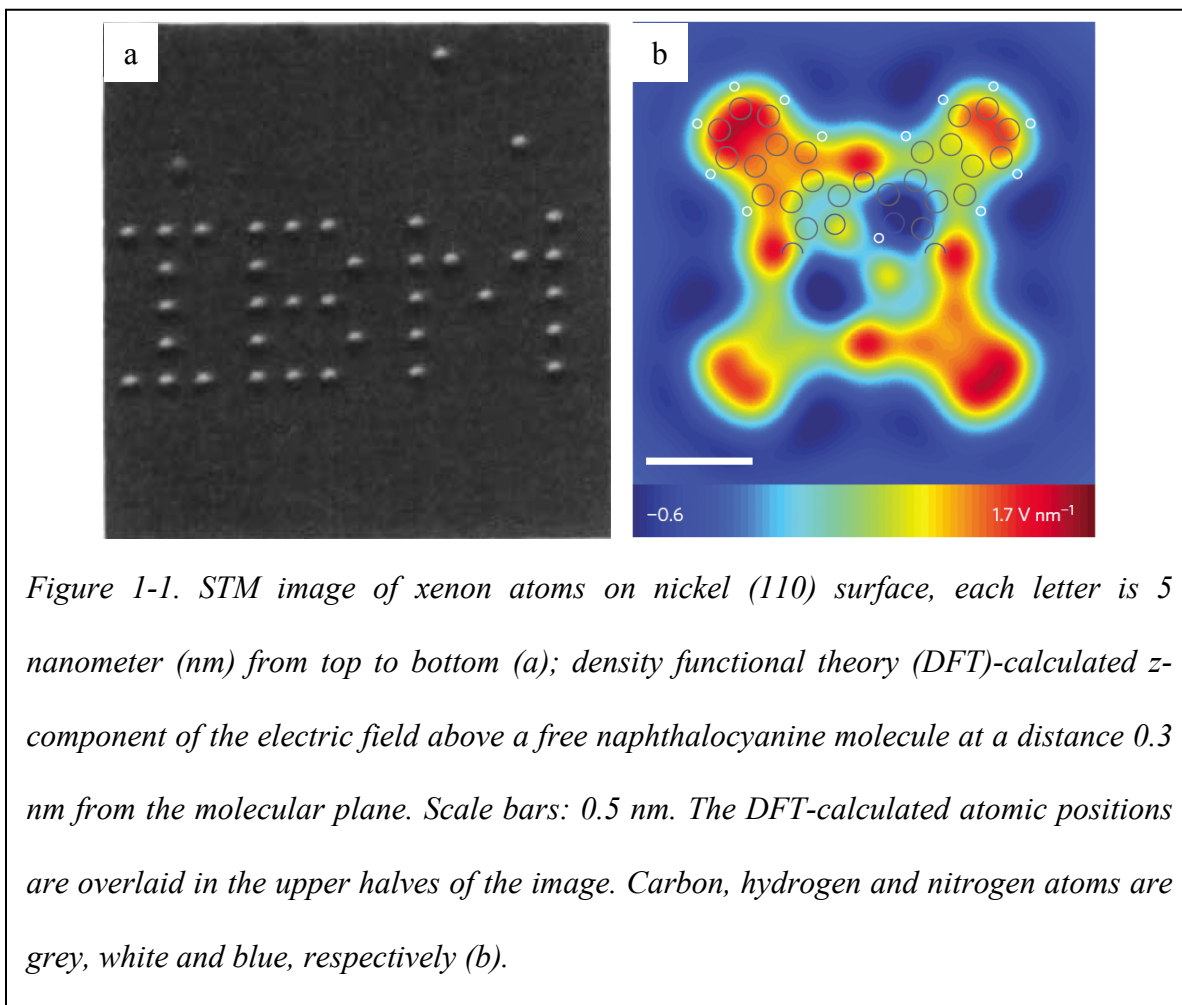 a
b
IBM
−0.6 1.7 V nm⁻¹
Figure 1-1. STM image of xenon atoms on nickel (110) surface, each letter is 5
nanometer (nm) from top to bottom (a); density functional theory (DFT)-calculated z-
component of the electric field above a free naphthalocyanine molecule at a distance 0.3
nm from the molecular plane. Scale bars: 0.5 nm. The DFT-calculated atomic positions
are overlaid in the upper halves of the image. Carbon, hydrogen and nitrogen atoms are
grey, white and blue, respectively (b).